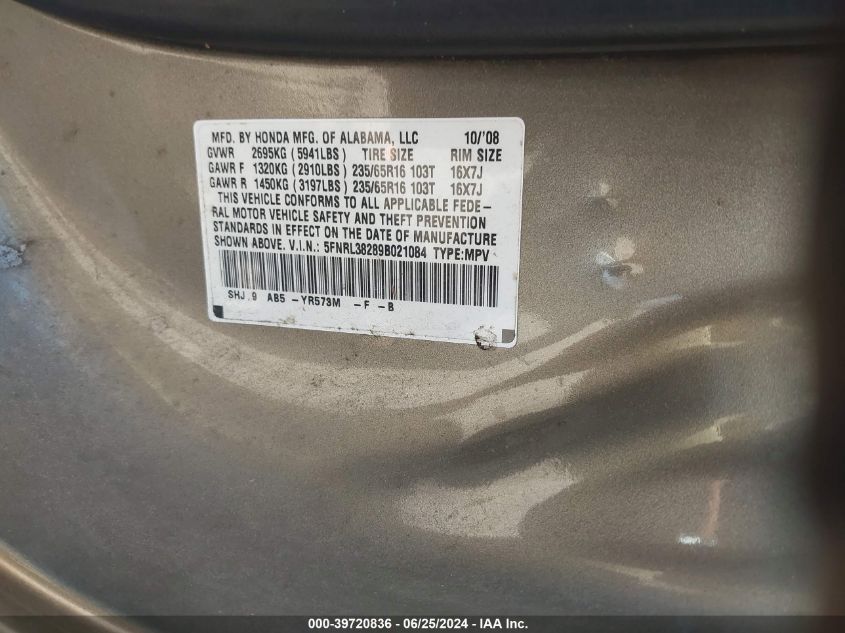 MFD. BY HONDA MFG. OF ALABAMA, LLC 10/'08
GVWR 2695KG (5941LBS) TIRE SIZE RIM SIZE
GAWR F 1320KG (2910LBS) 235/65R16 103T 16X7J
GAWR R 1450KG (3197LBS) 235/65R16 103T 16X7J
THIS VEHICLE CONFORMS TO ALL APPLICABLE FEDE-
RAL MOTOR VEHICLE SAFETY AND THEFT PREVENTION
STANDARDS IN EFFECT ON THE DATE OF MANUFACTURE
SHOWN ABOVE. V.I.N.: 5FNRL38289B021084 TYPE:MPV
SHJ 9 AB5 -YR573M -F -B
000-39720836 - 06/25/2024 - IAA Inc.